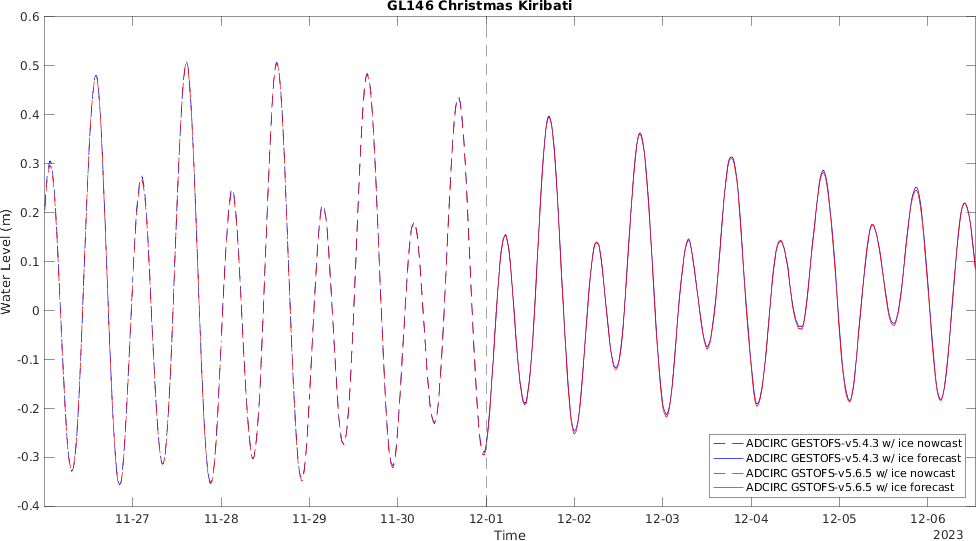 GL146 Christmas Kiribati
0.6
0.5
0.4
0.3
0.2
0.1
0
-0.1
-0.2
-0.3
-0.4
Water Level (m)
ADCIRC GESTOFS-v5.4.3 w/ ice nowcast
ADCIRC GESTOFS-v5.4.3 w/ ice forecast
ADCIRC GSTOFS-v5.6.5 w/ ice nowcast
ADCIRC GSTOFS-v5.6.5 w/ ice forecast
11-27 11-28 11-29 11-30 12-01 12-02 12-03 12-04 12-05 12-06
Time
2023